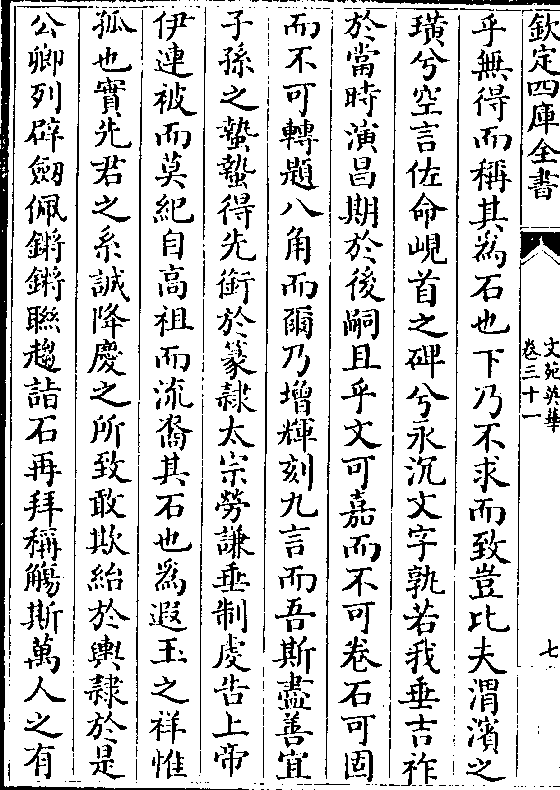 欽定四庫全書
文苑英華
卷三十一
七
乎無得而稱其為石也下乃不求而致豈比夫渭濱之
璜兮空言佐命峴首之碑兮永沉文字孰若我垂吉祚
於當時演昌期於後嗣且乎文可嘉而不可卷石可固
而不可轉題八角而爾乃增輝刻九言而吾斯盡善宜
子孫之蟄蟄得先銜於篆隸太宗勞謙垂制虔告上帝
伊連被而莫紀自高祖而流裔其石也為遐玉之祥惟
狐也實先君之系誠降慶之所致敢欺紿於輿隸於是
公卿列辟劒佩鏘鏘聯趨詣石再拜稱觴斯萬人之有